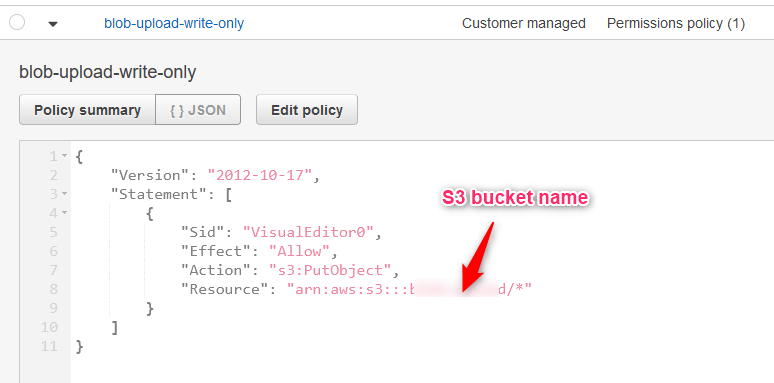 blob-upload-write-only Customer managed Permissions policy (1)
blob-upload-write-only
Policy summary { } JSON Edit policy
1 {
2 "Version": "2012-10-17",
3 "Statement": [
S3 bucket name
4 {
5 "Sid": "VisualEditor0",
6 "Effect": "Allow",
7 "Action": "s3:PutObject",
8 "Resource": "arn:aws:s3:::b d/*"
9 }
10 ]
11 }